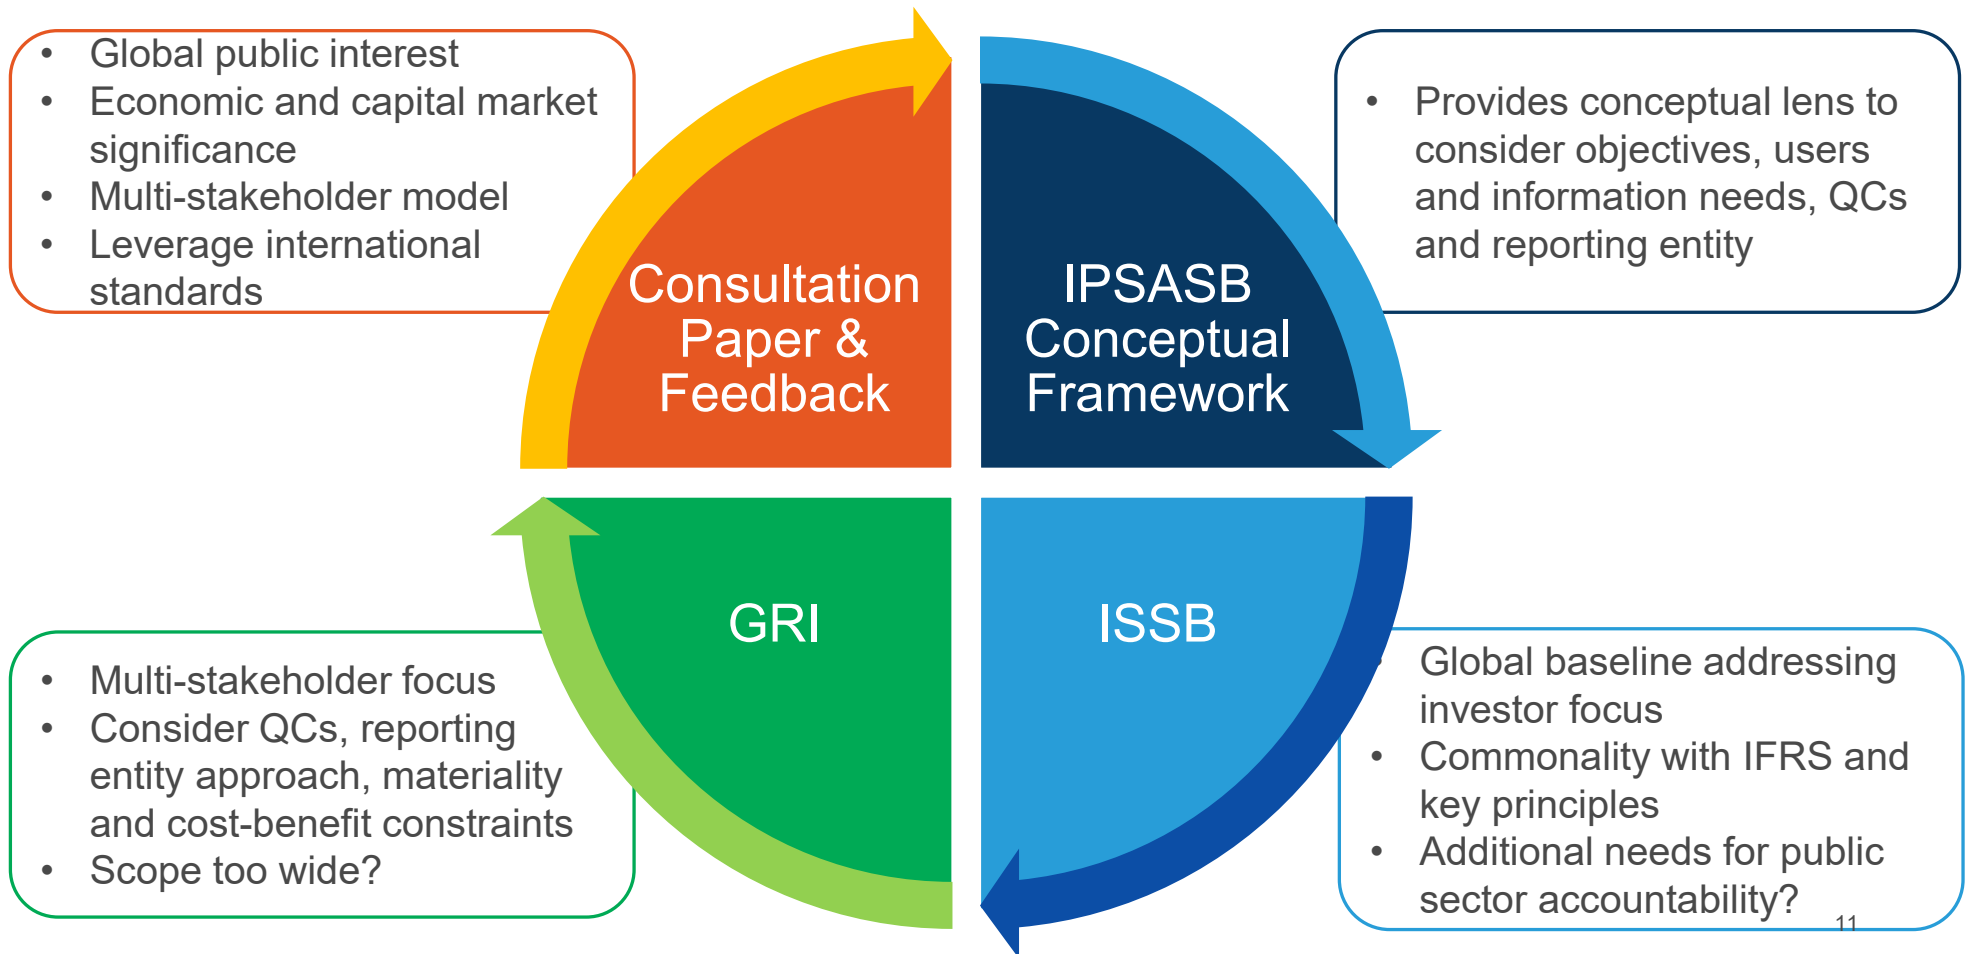 • Global public interest
• Economic and capital market
significance
• Multi-stakeholder model
• Leverage international
standards
Consultation
Paper &
Feedback
IPSASB
Conceptual
Framework
• Provides conceptual lens to
consider objectives, users
and information needs, QCs
and reporting entity
GRI
• Multi-stakeholder focus
• Consider QCs, reporting
entity approach, materiality
and cost-benefit constraints
• Scope too wide?
ISSB
• Global baseline addressing
investor focus
• Commonality with IFRS and
key principles
• Additional needs for public
sector accountability?
11